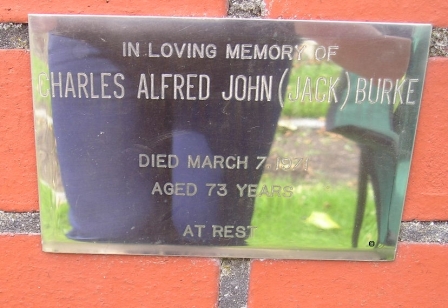 IN LOVING MEMORY OF
CHARLES ALFRED JOHN (JACK) BURKE
DIED MARCH 7,
AGED 73 YEARS
AT REST